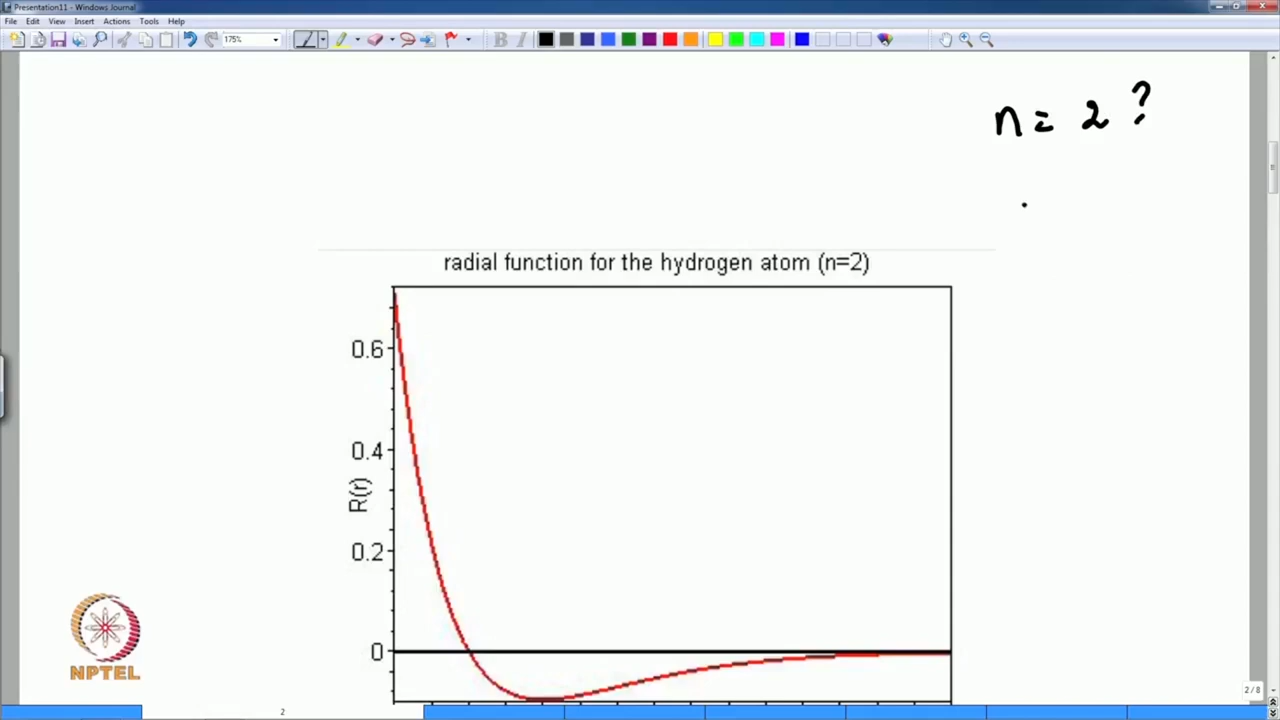 Presentation11 - Windows Journal
File Edit View Insert Actions Tools Help
175%
B I
n = 2 ?
radial function for the hydrogen atom (n=2)
0.6
0.4
R(r)
0.2
0
NPTEL
2 / 8
2